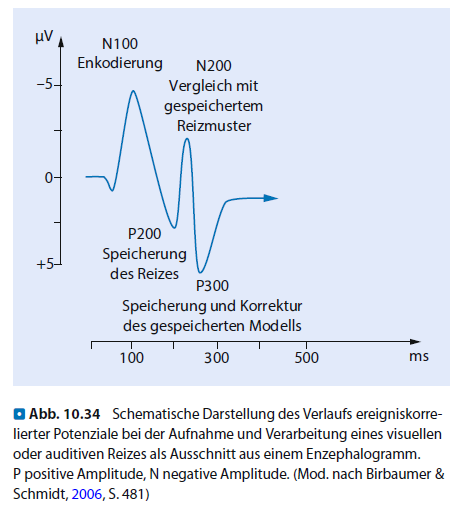 µV
N100
Enkodierung
N200
Vergleich mit
gespeichertem
Reizmuster
−5
0
+5
P200
Speicherung
des Reizes
P300
Speicherung und Korrektur
des gespeicherten Modells
100 300 500 ms
Abb. 10.34 Schematische Darstellung des Verlaufs ereigniskorre-
lierter Potenziale bei der Aufnahme und Verarbeitung eines visuellen
oder auditiven Reizes als Ausschnitt aus einem Enzephalogramm.
P positive Amplitude, N negative Amplitude. (Mod. nach Birbaumer &
Schmidt, 2006, S. 481)